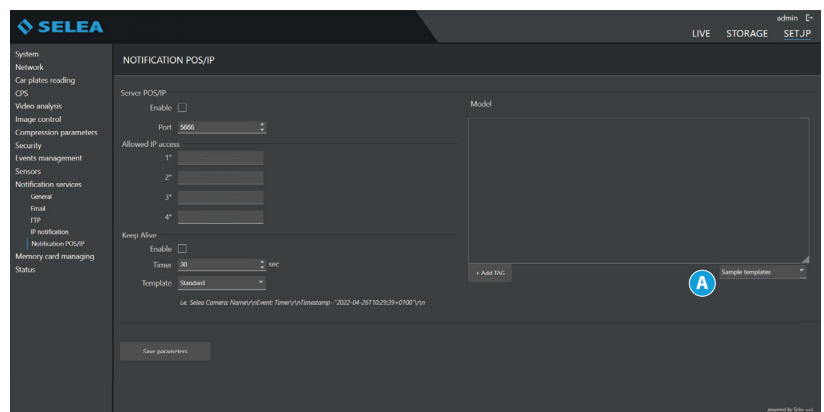 SELEA
admin
LIVE STORAGE SETUP
System
Network
Car plates reading
CPS
Video analysis
Image control
Compression parameters
Security
Events management
Sensors
Notification services
General
Email
FTP
IP notification
Notification POS/IP
Memory card managing
Status
NOTIFICATION POS/IP
Server POS/IP
Enable
Port 5666
Allowed IP access
1°
2°
3°
4°
Keep Alive
Enable
Timer 30 sec
Template Standard
i.e. Selea Camera: Name\r\nEvent: Timer\r\nTimestamp - "2022-04-26T10:29:39+0100"\r\n
Save parameters
Model
+ Add TAG
A
Sample templates
powered by Selea s.r.l.